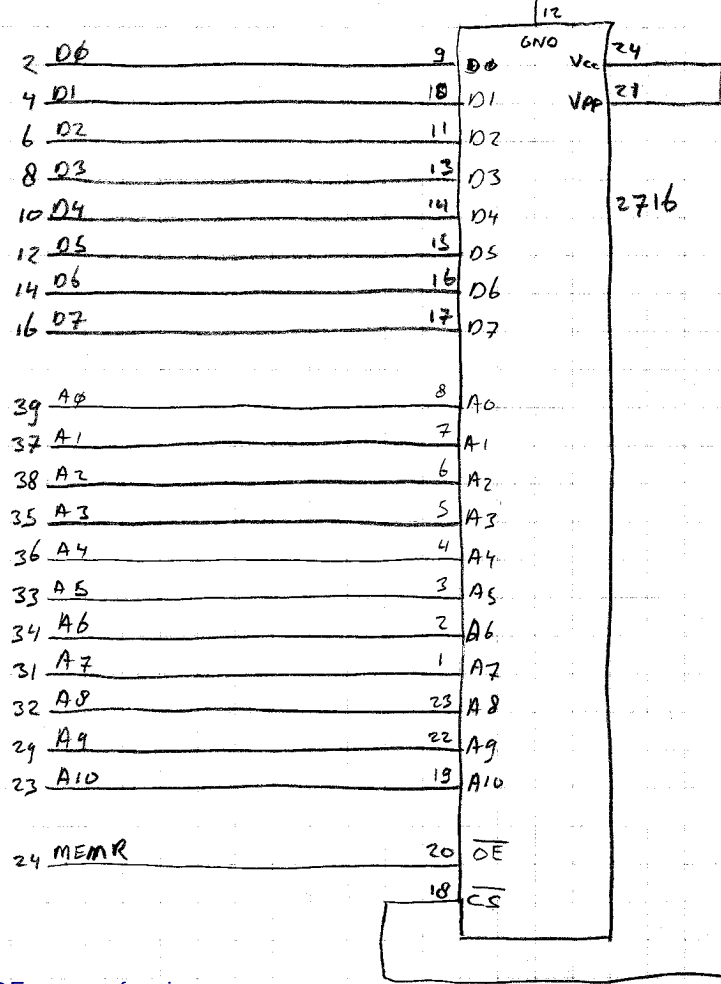 12
GND
2 DØ 9 DØ Vcc 24
4 D1 10 D1 Vpp 21
6 D2 11 D2
8 D3 13 D3
10 D4 14 D4 2716
12 D5 15 D5
14 D6 16 D6
16 D7 17 D7
39 AØ 8 A0
37 A1 7 A1
38 A2 6 A2
35 A3 5 A3
36 A4 4 A4
33 A5 3 A5
34 A6 2 A6
31 A7 1 A7
32 A8 23 A8
29 A9 22 A9
23 A10 19 A10
24 MEMR 20 OE
18 CS